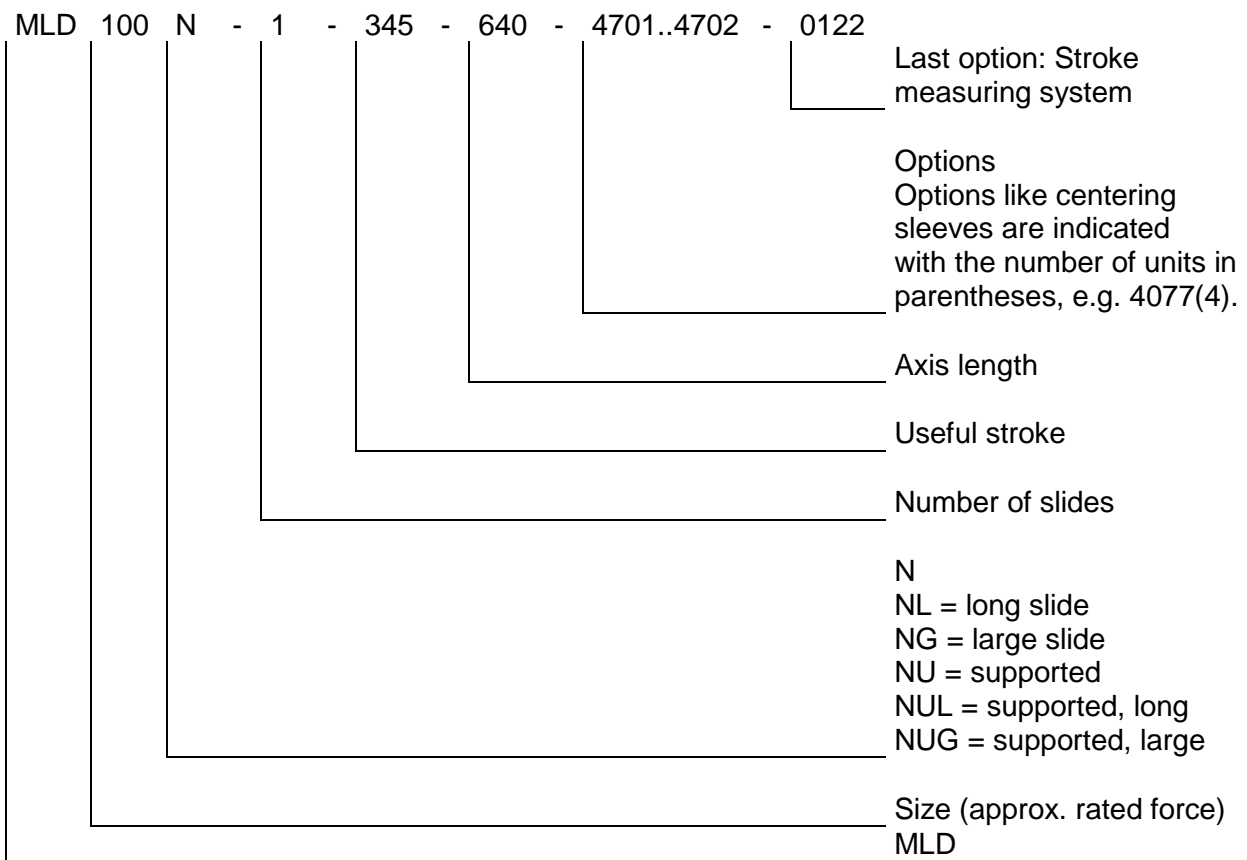 MLD 100 N - 1 - 345 - 640 - 4701..4702 - 0122
Last option: Stroke
measuring system
Options
Options like centering
sleeves are indicated
with the number of units in
parentheses, e.g. 4077(4).
Axis length
Useful stroke
Number of slides
N
NL = long slide
NG = large slide
NU = supported
NUL = supported, long
NUG = supported, large
Size (approx. rated force)
MLD